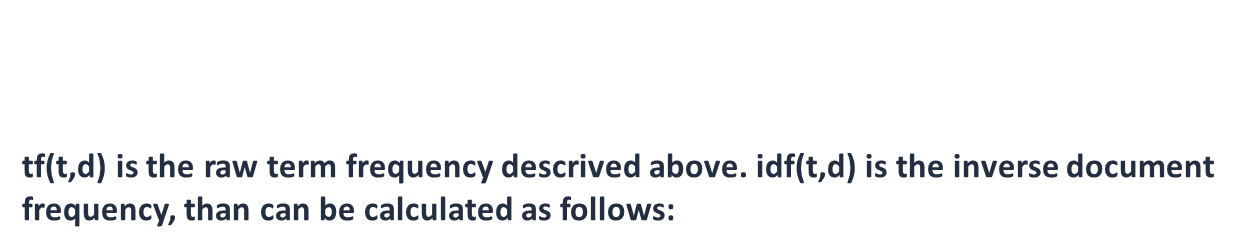 tf(t,d) is the raw term frequency descrived above. idf(t,d) is the inverse document
frequency, than can be calculated as follows: